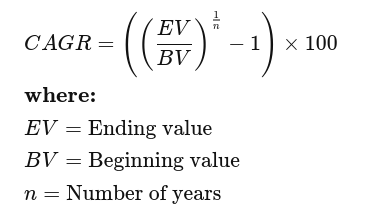 CAGR = ((EV/BV)^(1/n) − 1) × 100
where:
EV = Ending value
BV = Beginning value
n = Number of years